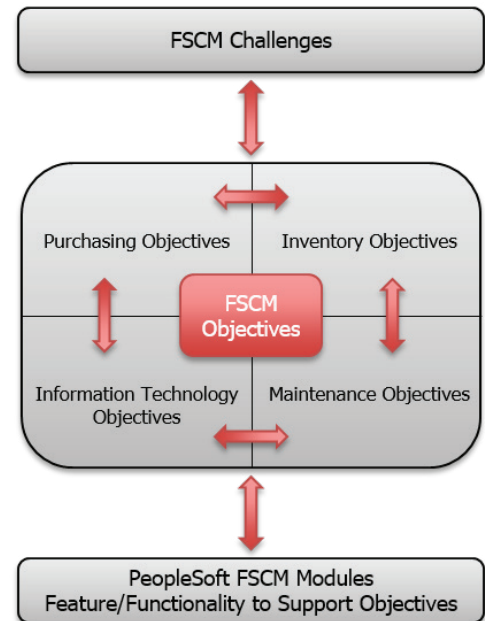 FSCM Challenges
Purchasing Objectives
Inventory Objectives
FSCM
Objectives
Information Technology
Objectives
Maintenance Objectives
PeopleSoft FSCM Modules
Feature/Functionality to Support Objectives